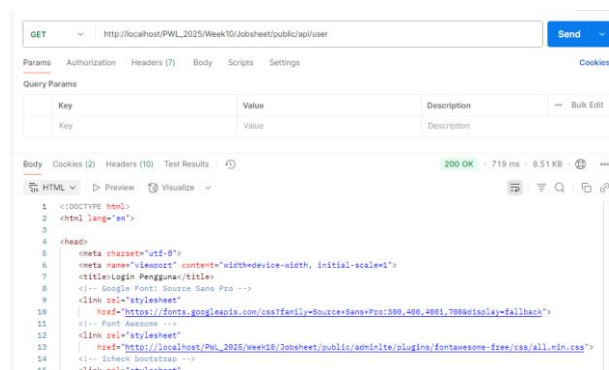 GET http://localhost/PWL_2025/Week10/Jobsheet/public/api/user Send
Params Authorization Headers (7) Body Scripts Settings Cookies
Query Params
Key Value Description Bulk Edit
Key Value Description
Body Cookies (2) Headers (10) Test Results 200 OK 719 ms 8.51 KB
HTML Preview Visualize
1 <!DOCTYPE html>
2 <html lang="en">
3
4 <head>
5 <meta charset="utf-8">
6 <meta name="viewport" content="width=device-width, initial-scale=1">
7 <title>Login Pengguna</title>
8 <!-- Google Font: Source Sans Pro -->
9 <link rel="stylesheet"
10 href="https://fonts.googleapis.com/css?family=Source+Sans+Pro:300,400,400i,700&display=fallback">
11 <!-- Font Awesome -->
12 <link rel="stylesheet"
13 href="http://localhost/PWL_2025/Week10/Jobsheet/public/adminlte/plugins/fontawesome-free/css/all.min.css">
14 <!-- icheck bootstrap -->
15 <link rel="stylesheet"